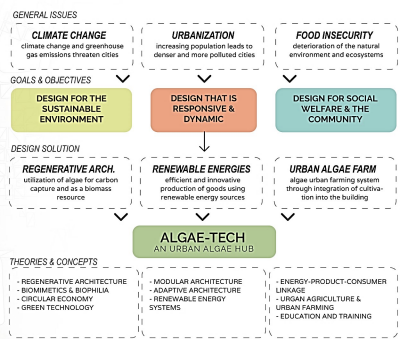 GENERAL ISSUES
CLIMATE CHANGE
climate change and greenhouse
gas emissions threaten cities
URBANIZATION
increasing population leads to
denser and more polluted cities
FOOD INSECURITY
deterioration of the natural
environment and ecosystems
GOALS & OBJECTIVES
DESIGN FOR THE
SUSTAINABLE
ENVIRONMENT
DESIGN THAT IS
RESPONSIVE &
DYNAMIC
DESIGN FOR SOCIAL
WELFARE & THE
COMMUNITY
DESIGN SOLUTION
REGENERATIVE ARCH.
utilization of algae for carbon
capture and as a biomass
resource
RENEWABLE ENERGIES
efficient and innovative
production of goods using
renewable energy sources
URBAN ALGAE FARM
algae urban farming system
through integration of cultiva-
tion into the building
ALGAE-TECH
AN URBAN ALGAE HUB
THEORIES & CONCEPTS
- REGENERATIVE ARCHITECTURE
- BIOMIMETICS & BIOPHILIA
- CIRCULAR ECONOMY
- GREEN TECHNOLOGY
- MODULAR ARCHITECTURE
- ADAPTIVE ARCHITECTURE
- RENEWABLE ENERGY
SYSTEMS
- ENERGY-PRODUCT-CONSUMER
LINKAGE
- URGAN AGRICULTURE &
URBAN FARMING
- EDUCATION AND TRAINING